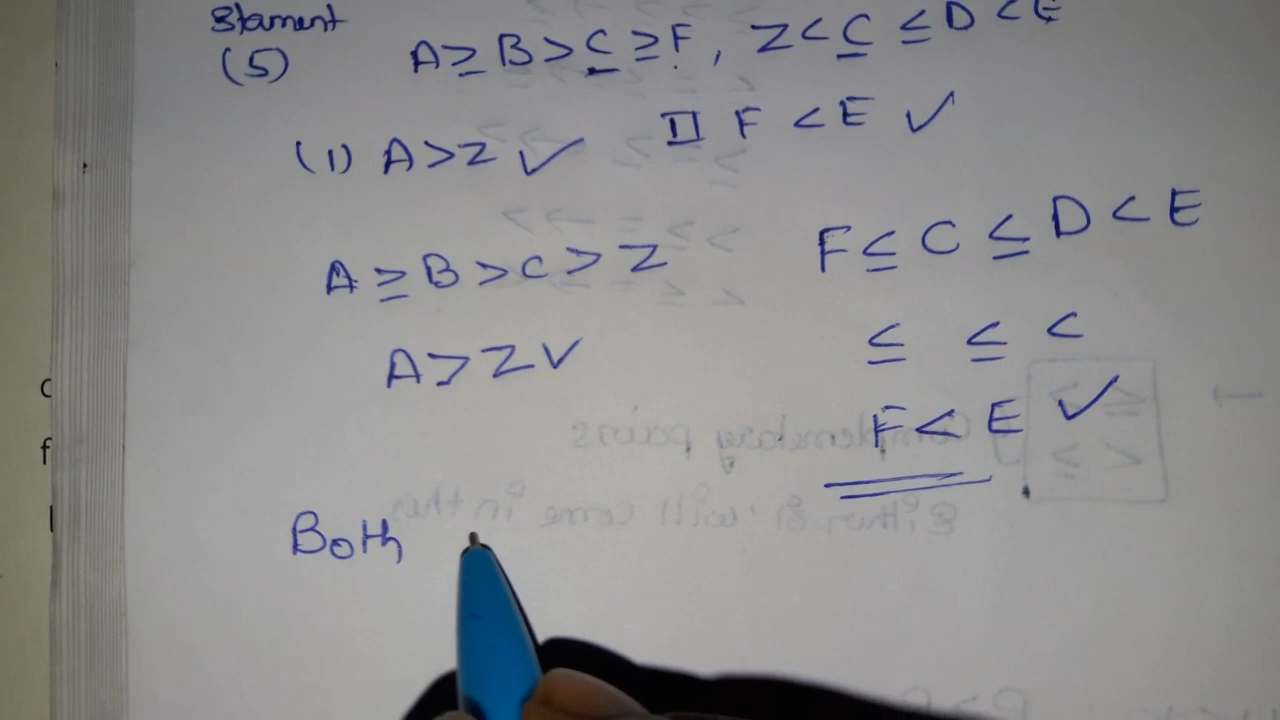 Stament
(5) A ≥ B > C ≥ F, Z < C ≤ D < E
(1) A > Z ✓ II F < E ✓
A ≥ B > C > Z
F ≤ C ≤ D < E
A > Z ✓
≤ ≤ <
F < E ✓
Both